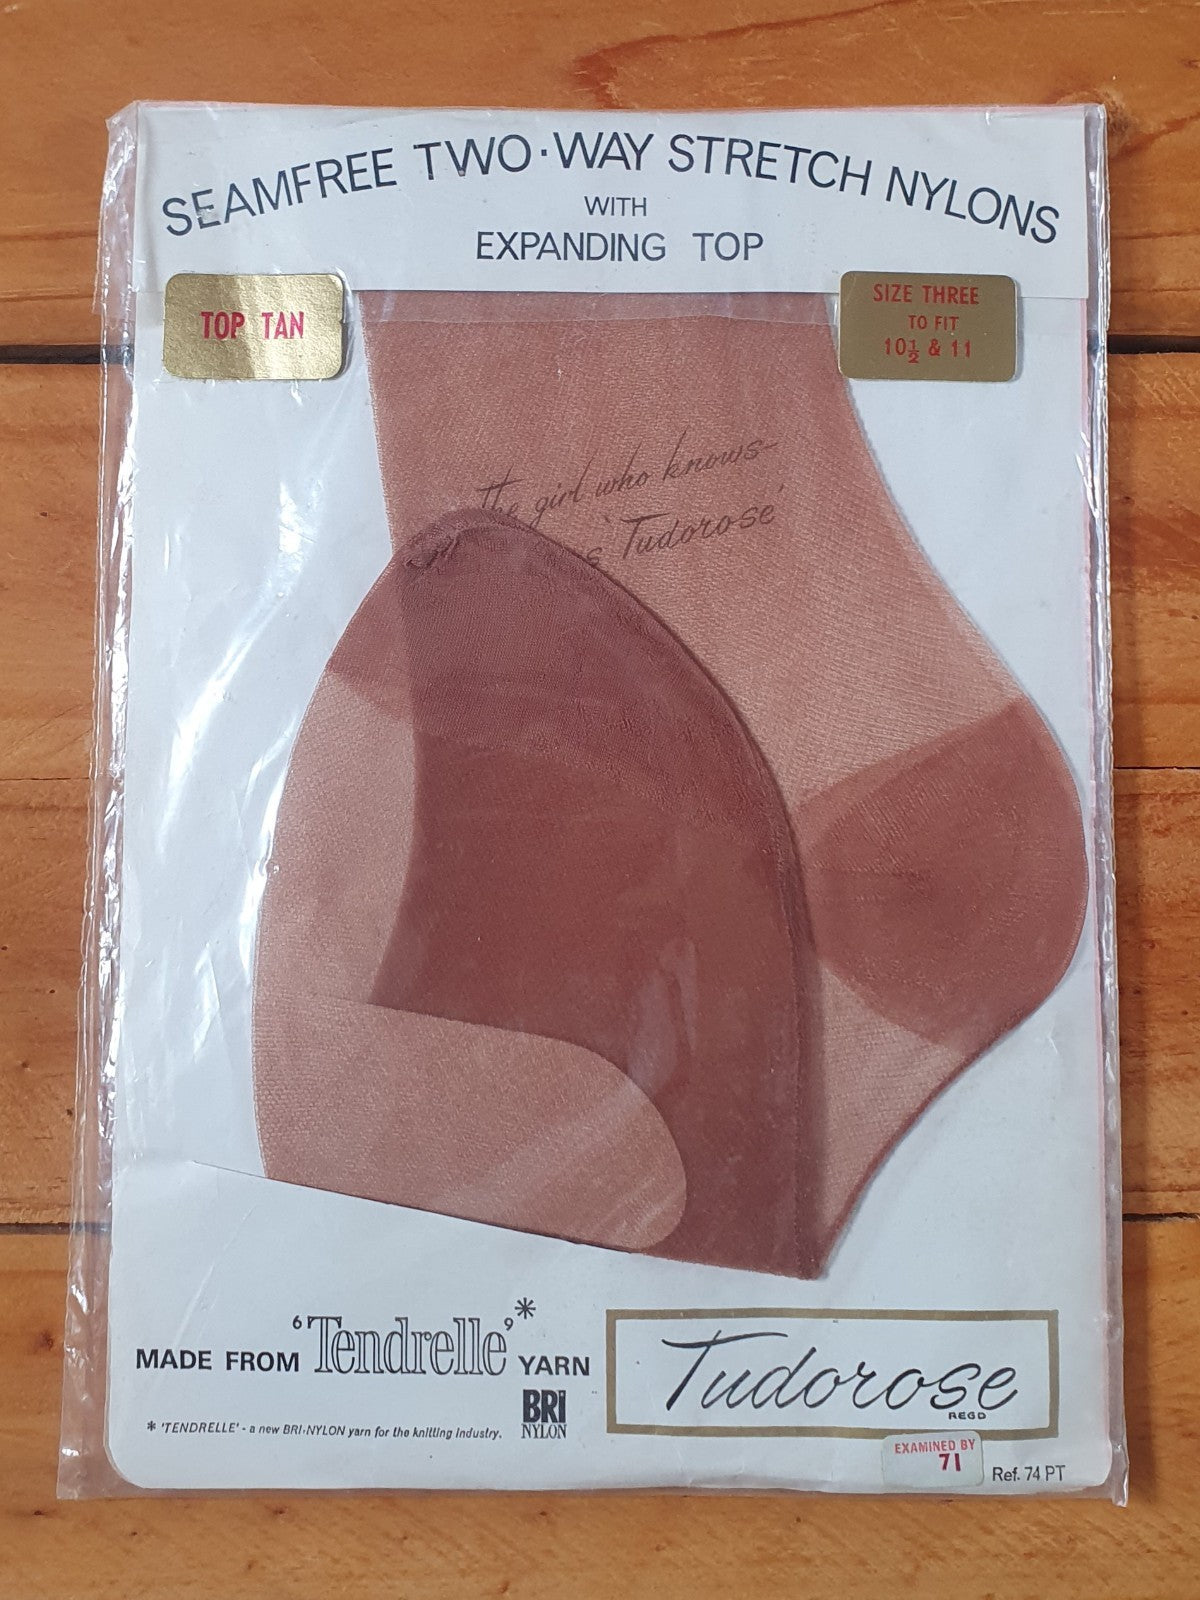 SEAMFREE TWO·WAY STRETCH NYLONS
WITH
EXPANDING TOP
TOP TAN
SIZE THREE
TO FIT
10½ & 11
The girl who knows—
'Tudorose'
MADE FROM 'Tendrelle'* YARN
BRI
NYLON
* 'TENDRELLE' - a new BRI-NYLON yarn for the knitting industry.
Tudorose
REGD
EXAMINED BY
71
Ref. 74 PT